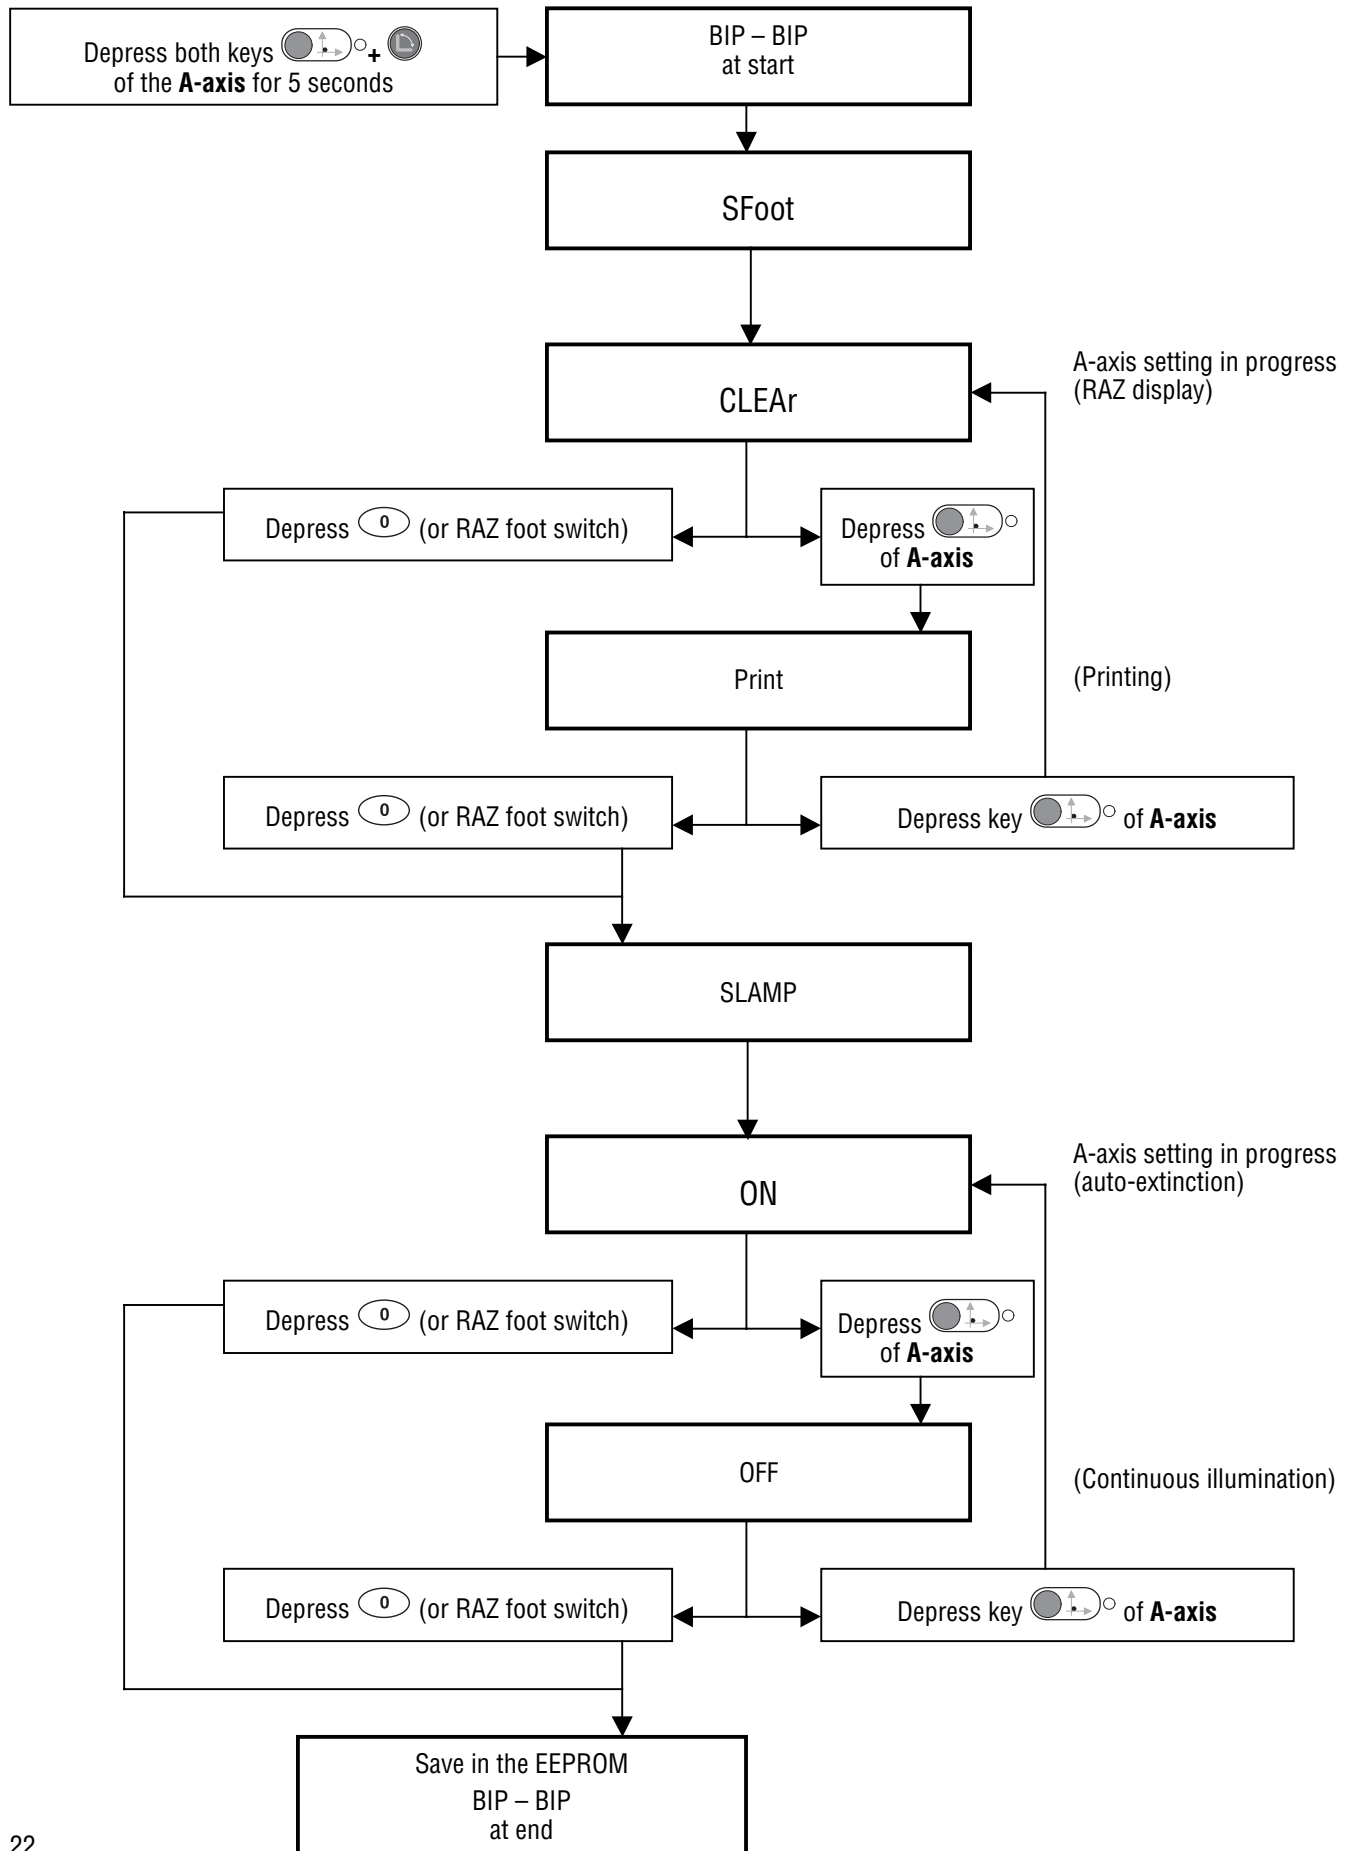 Depress both keys + 
of the A-axis for 5 seconds
BIP – BIP
at start
SFoot
CLEAr
A-axis setting in progress
(RAZ display)
Depress 0 (or RAZ foot switch)
Depress
of A-axis
Print
(Printing)
Depress 0 (or RAZ foot switch)
Depress key of A-axis
SLAMP
ON
A-axis setting in progress
(auto-extinction)
Depress 0 (or RAZ foot switch)
Depress
of A-axis
OFF
(Continuous illumination)
Depress 0 (or RAZ foot switch)
Depress key of A-axis
Save in the EEPROM
BIP – BIP
at end
22